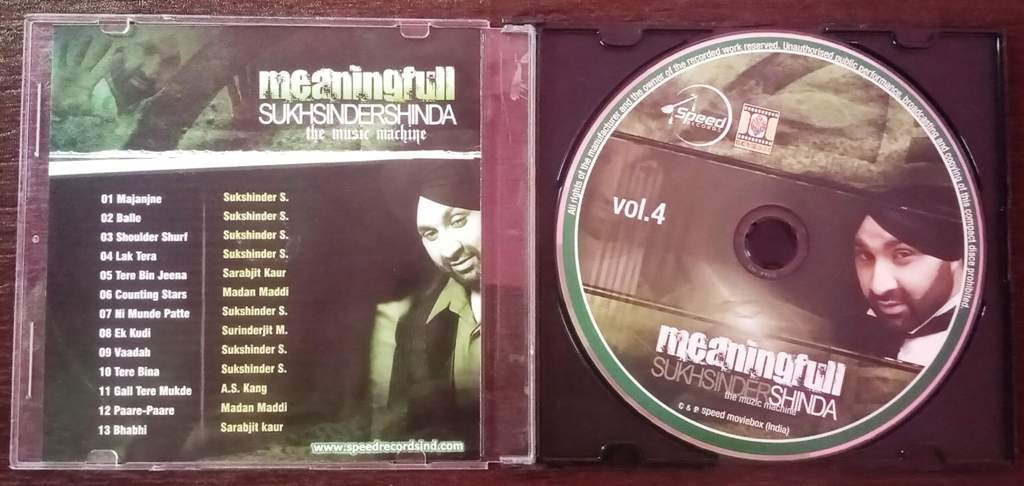 meaningfull
SUKHSINDERSHINDA
the music machine
01 Majanjne Sukshinder S.
02 Balle Sukshinder S.
03 Shoulder Shurf Sukshinder S.
04 Lak Tera Sukshinder S.
05 Tere Bin Jeena Sarabjit Kaur
06 Counting Stars Madan Maddi
07 Ni Munde Patte Sukshinder S.
08 Ek Kudi Surinderjit M.
09 Vaadah Sukshinder S.
10 Tere Bina Sukshinder S.
11 Gall Tere Mukde A.S. Kang
12 Paare-Paare Madan Maddi
13 Bhabhi Sarabjit kaur
www.speedrecordsind.com
All rights of the manufacturer and the owner of the recorded work reserved. Unauthorised public performance, broadcasting and copying of this compact disc prohibited.
speed
RECORDS
vol.4
meaningfull
SUKHSINDERSHINDA
the muzic machine
© & ℗ speed moviebox (India)